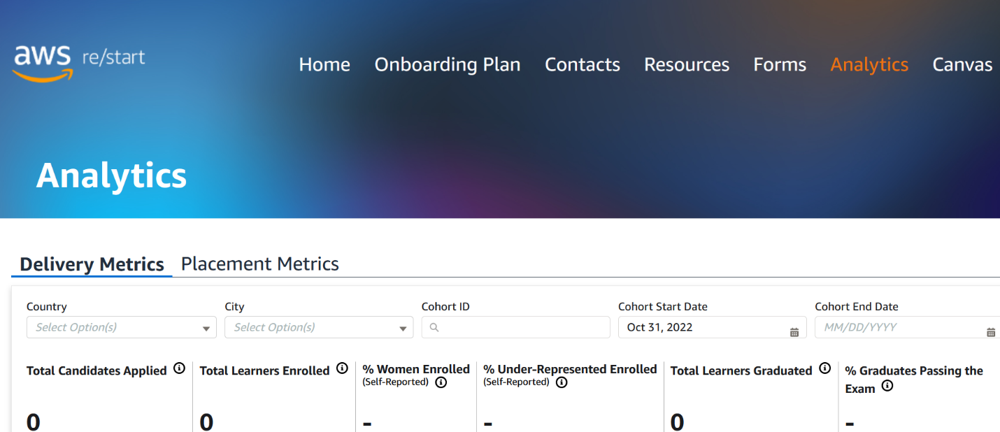 aws re/start
Home Onboarding Plan Contacts Resources Forms Analytics Canvas
Analytics
Delivery Metrics Placement Metrics
Country City Cohort ID Cohort Start Date Cohort End Date
Select Option(s) Select Option(s) Oct 31, 2022 MM/DD/YYYY
Total Candidates Applied Total Learners Enrolled % Women Enrolled % Under-Represented Enrolled Total Learners Graduated % Graduates Passing the
(Self-Reported) (Self-Reported) Exam
0 0 - - 0 -